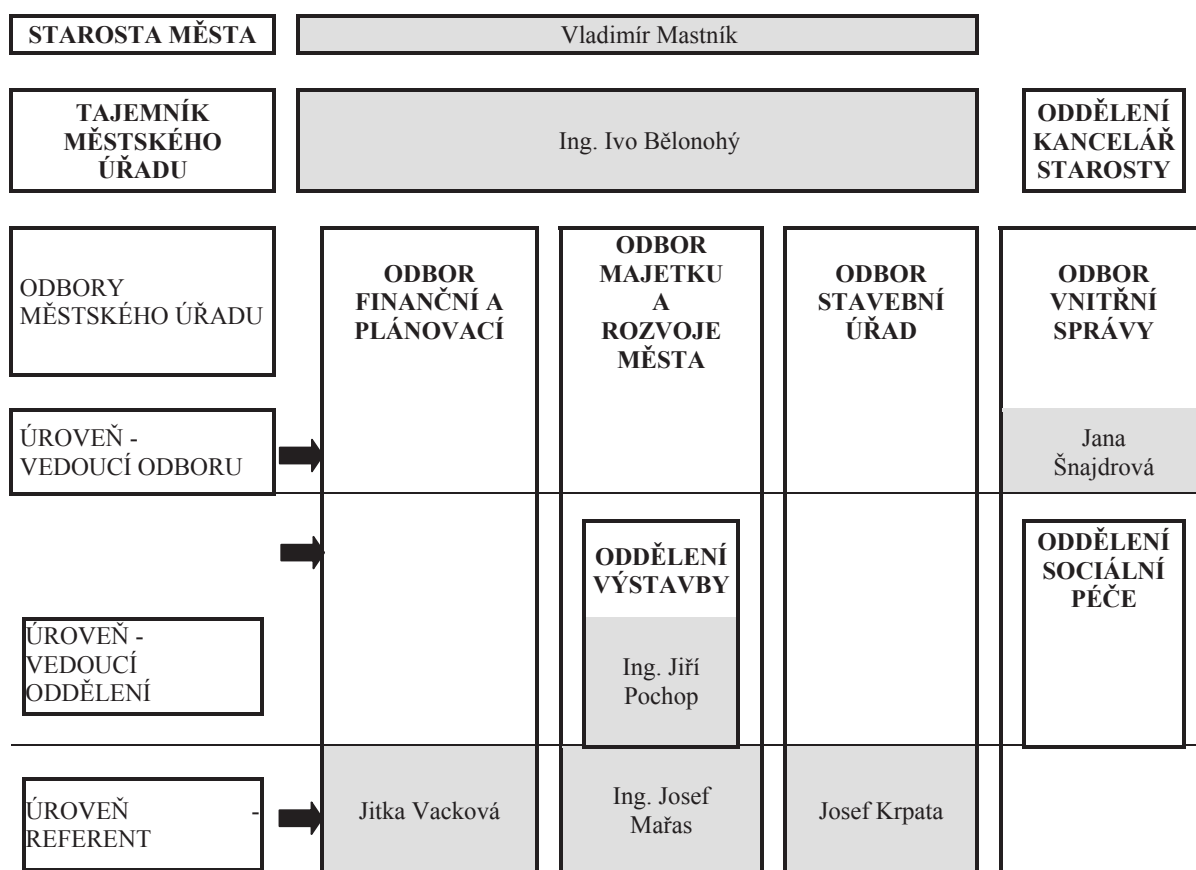 STAROSTA MĚSTA
Vladimír Mastník
TAJEMNÍK
MĚSTSKÉHO
ÚŘADU
Ing. Ivo Bělonohý
ODDĚLENÍ
KANCELÁŘ
STAROSTY
ODBORY
MĚSTSKÉHO ÚŘADU
ODBOR
FINANČNÍ A
PLÁNOVACÍ
ODBOR
MAJETKU
A
ROZVOJE
MĚSTA
ODBOR
STAVEBNÍ
ÚŘAD
ODBOR
VNITŘNÍ
SPRÁVY
ÚROVEŇ -
VEDOUCÍ ODBORU
Jana
Šnajdrová
ODDĚLENÍ
VÝSTAVBY
ODDĚLENÍ
SOCIÁLNÍ
PÉČE
ÚROVEŇ -
VEDOUCÍ
ODDĚLENÍ
Ing. Jiří
Pochop
ÚROVEŇ -
REFERENT
Jitka Vacková
Ing. Josef
Mařas
Josef Krpata